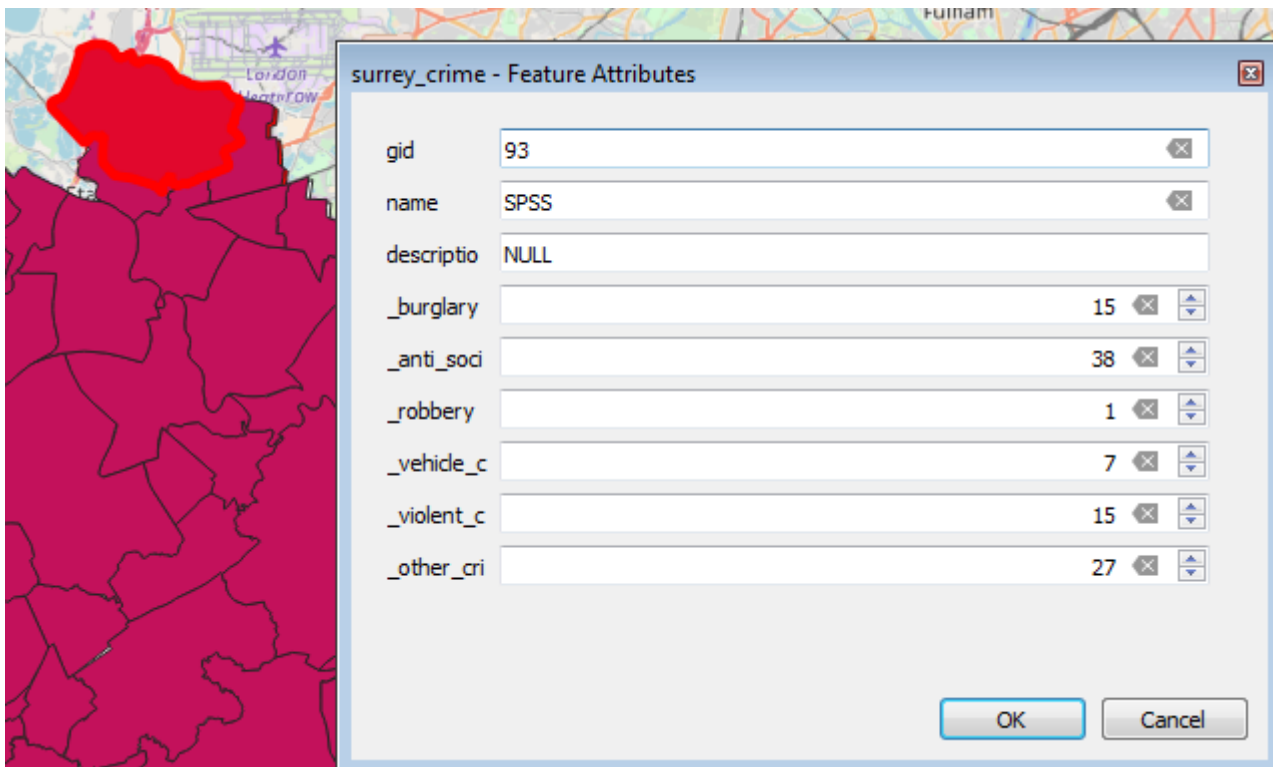 Fulham
London
Heathrow
Sta
surrey_crime - Feature Attributes
gid 93
name SPSS
descriptio NULL
_burglary 15
_anti_soci 38
_robbery 1
_vehicle_c 7
_violent_c 15
_other_cri 27
OK Cancel